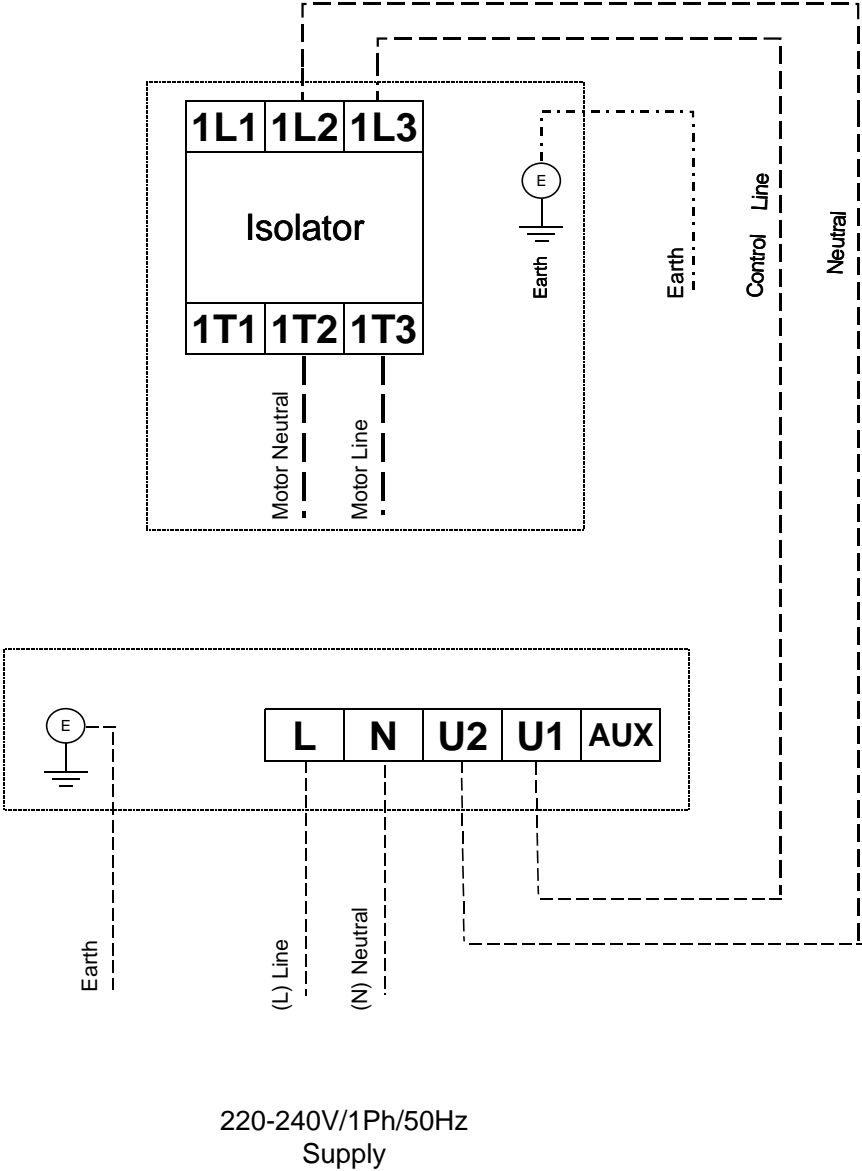 1L1 1L2 1L3
Isolator
E
Earth
Earth
Control Line
Neutral
1T1 1T2 1T3
Motor Neutral
Motor Line
E
L N U2 U1 AUX
Earth
(L) Line
(N) Neutral
220-240V/1Ph/50Hz
Supply